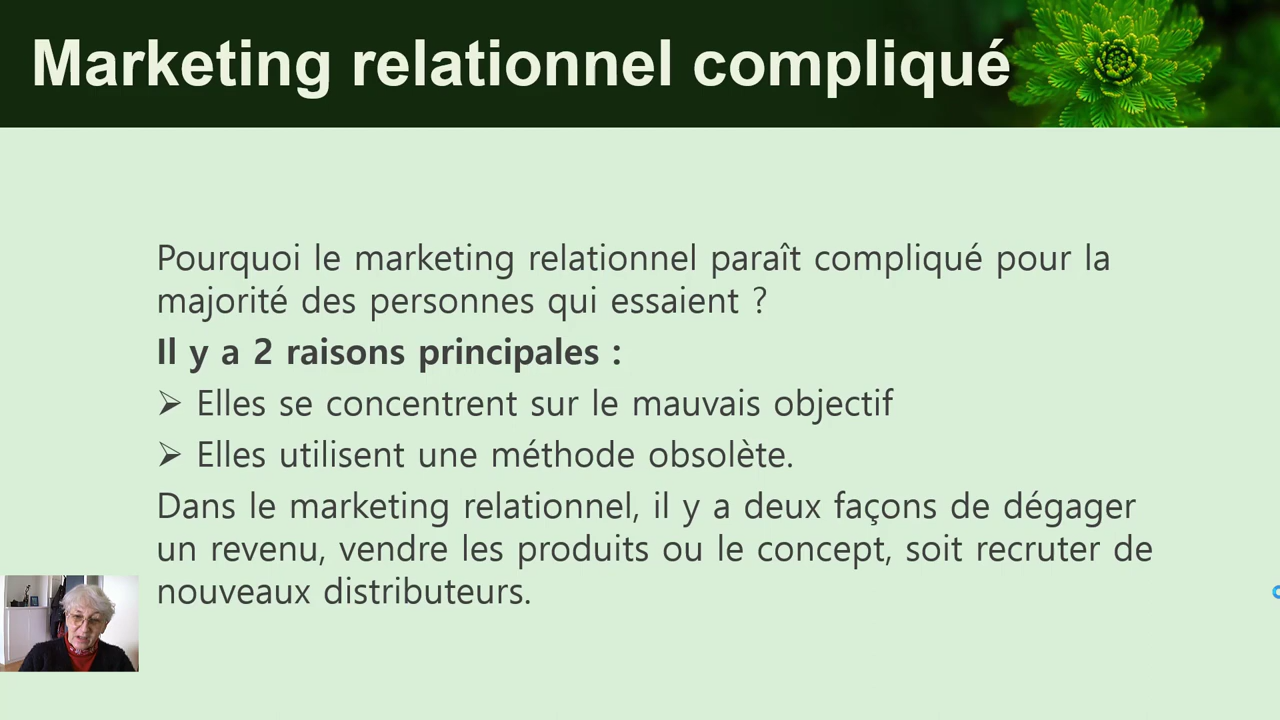 Marketing relationnel compliqué
Pourquoi le marketing relationnel paraît compliqué pour la
majorité des personnes qui essaient ?
Il y a 2 raisons principales :
➢ Elles se concentrent sur le mauvais objectif
➢ Elles utilisent une méthode obsolète.
Dans le marketing relationnel, il y a deux façons de dégager
un revenu, vendre les produits ou le concept, soit recruter de
nouveaux distributeurs.